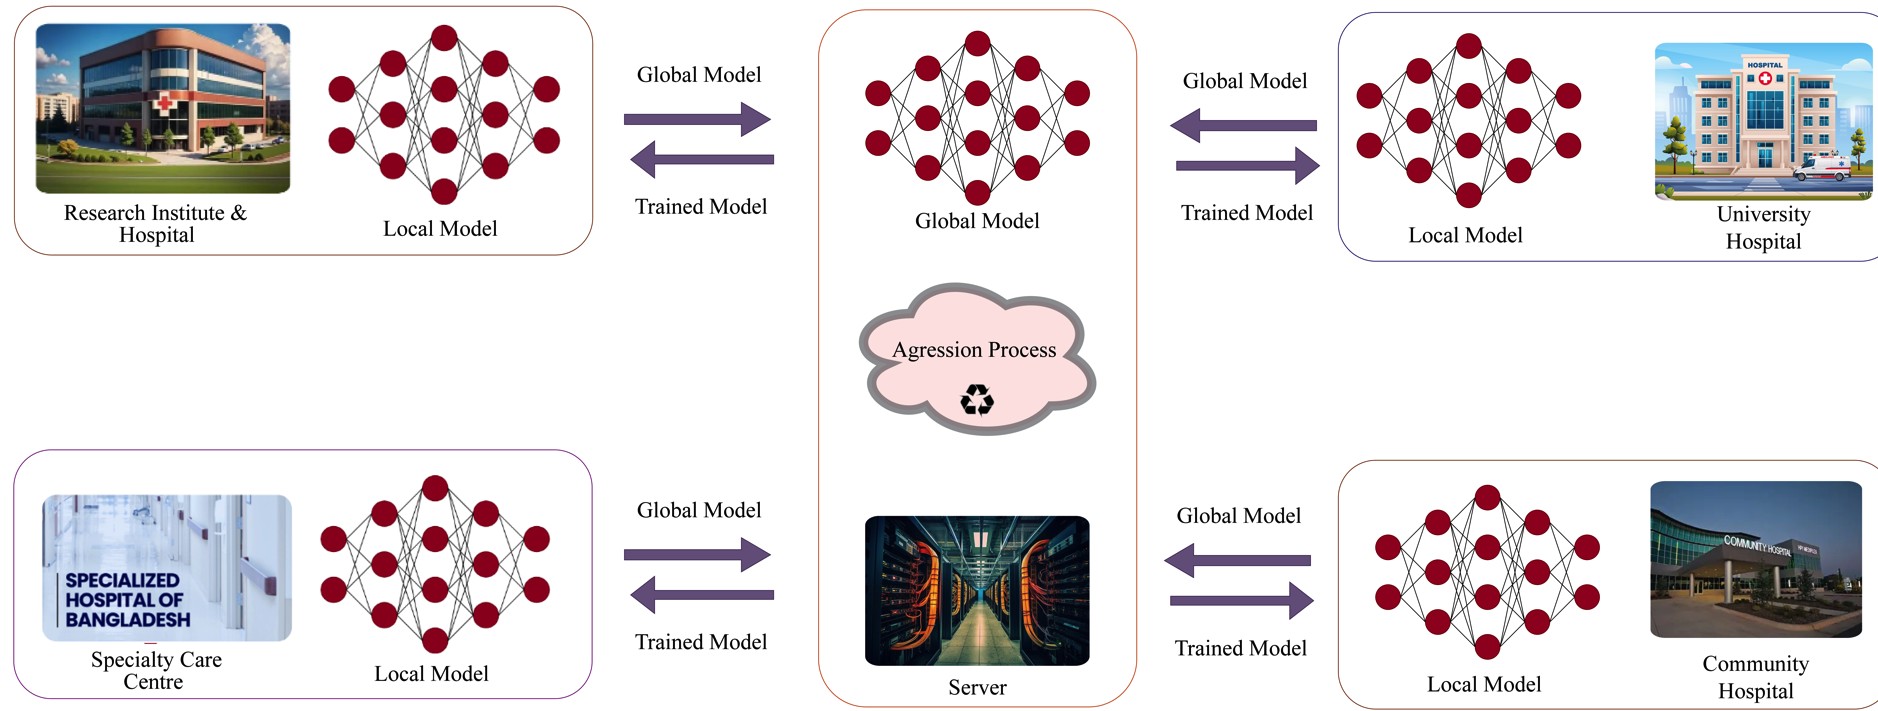 Research Institute &
Hospital
Local Model
Global Model
Trained Model
Global Model
Global Model
Trained Model
Local Model
HOSPITAL
University
Hospital
Agression Process
SPECIALIZED
HOSPITAL OF
BANGLADESH
Specialty Care
Centre
Local Model
Global Model
Trained Model
Server
Global Model
Trained Model
Local Model
COMMUNITY HOSPITAL
Community
Hospital